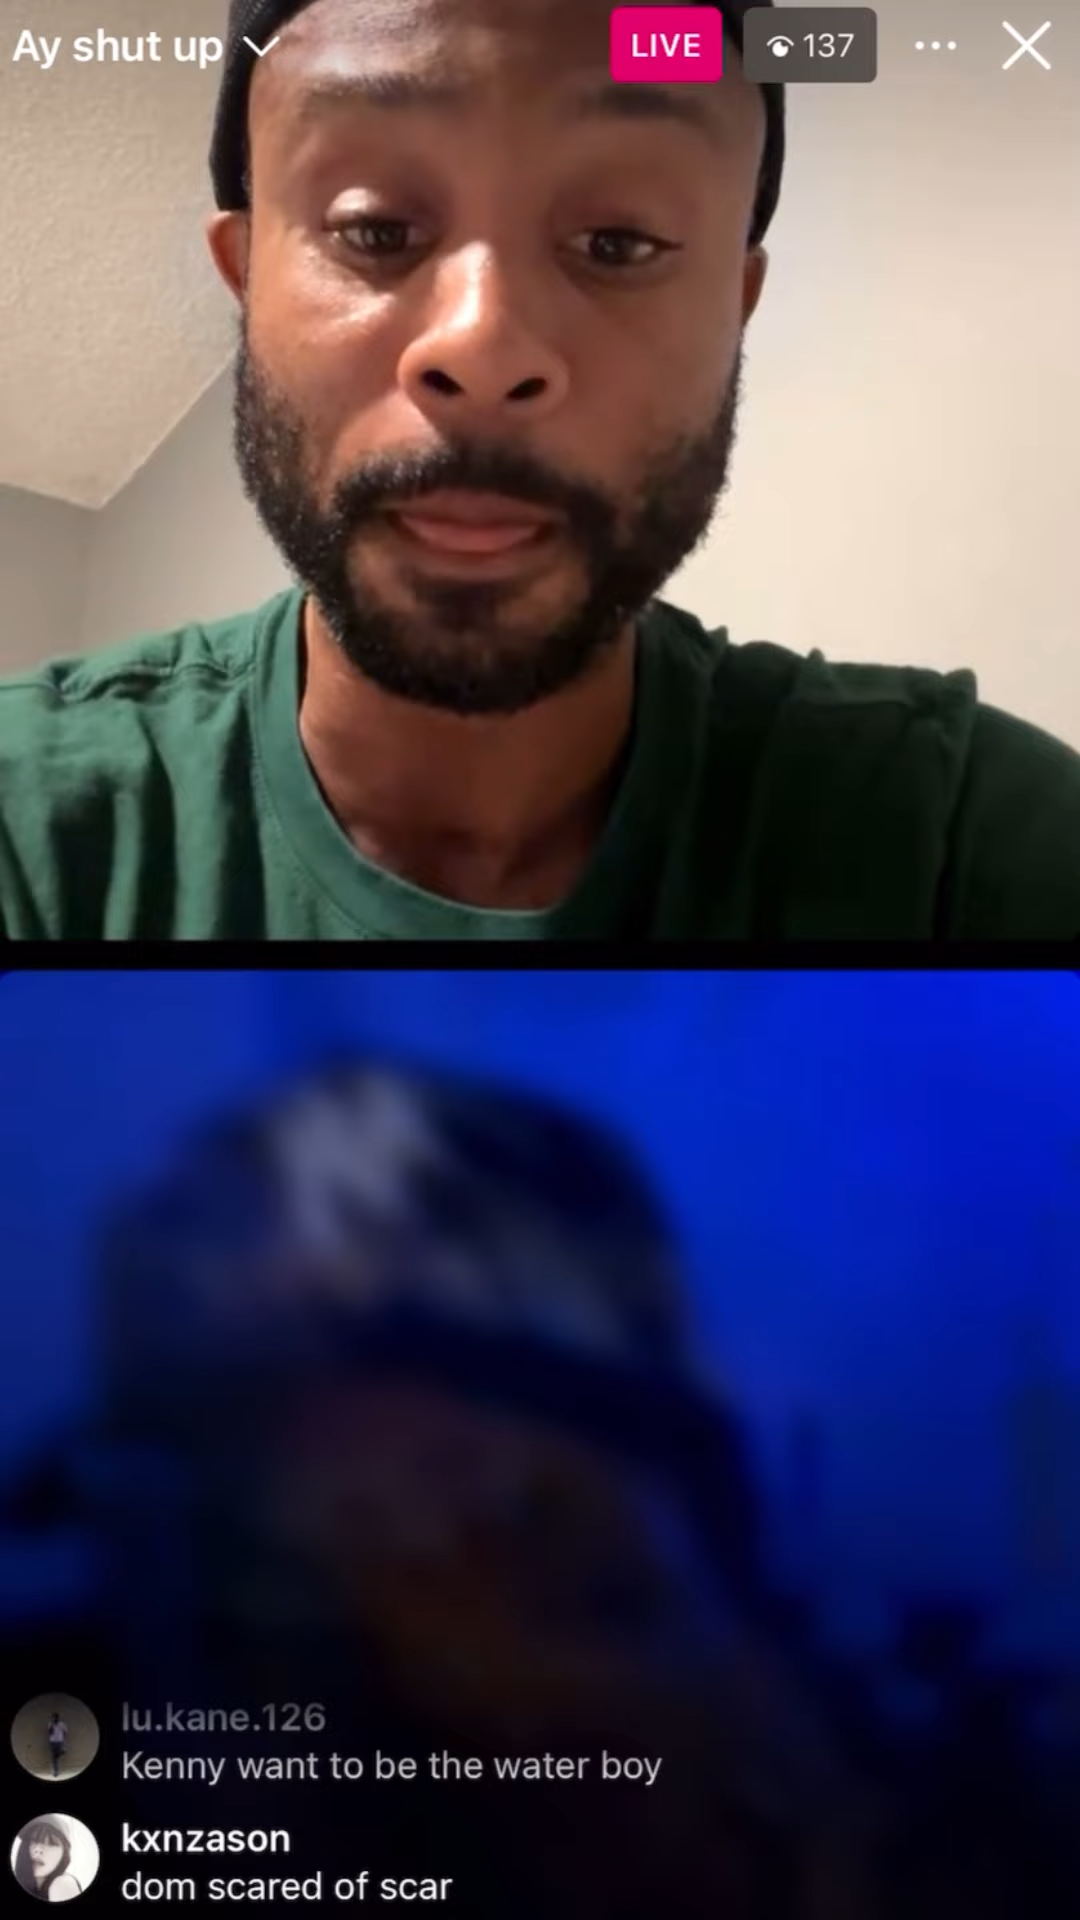 Ay shut up
LIVE
137
lu.kane.126
Kenny want to be the water boy
kxnzason
dom scared of scar